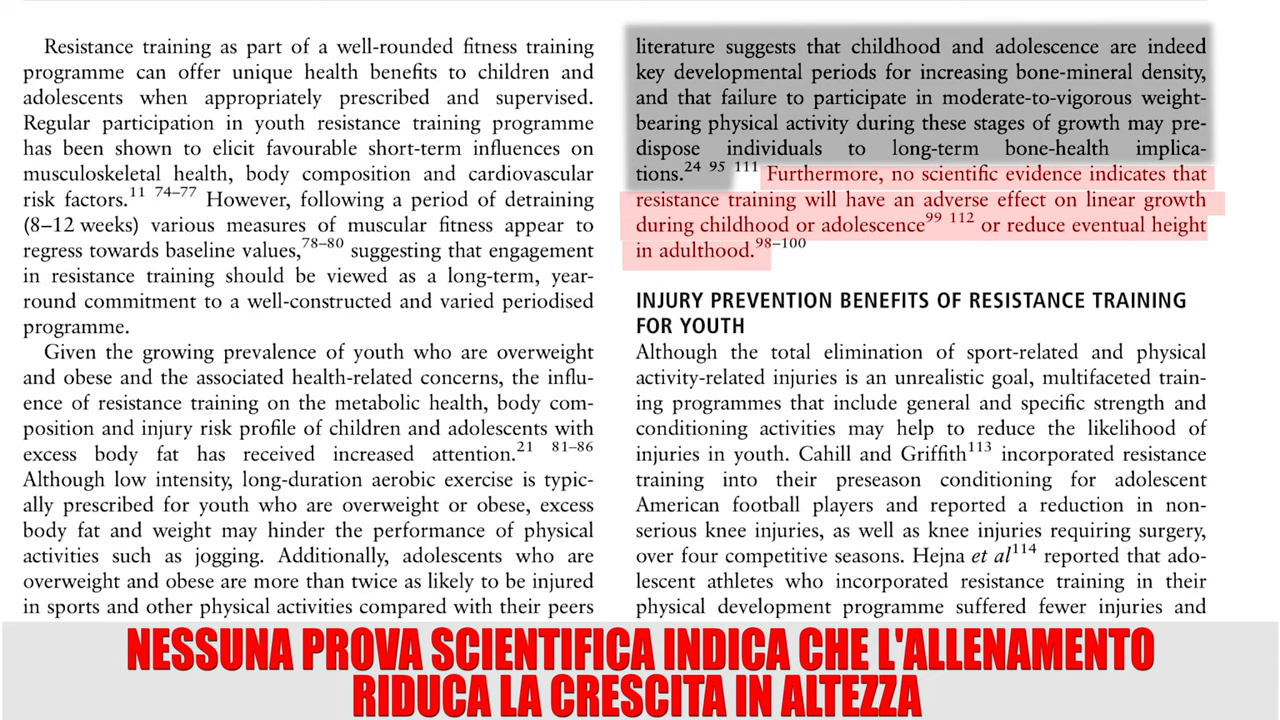 Resistance training as part of a well-rounded fitness training
programme can offer unique health benefits to children and
adolescents when appropriately prescribed and supervised.
Regular participation in youth resistance training programme
has been shown to elicit favourable short-term influences on
musculoskeletal health, body composition and cardiovascular
risk factors.11 74–77 However, following a period of detraining
(8–12 weeks) various measures of muscular fitness appear to
regress towards baseline values,78–80 suggesting that engagement
in resistance training should be viewed as a long-term, year-
round commitment to a well-constructed and varied periodised
programme.
Given the growing prevalence of youth who are overweight
and obese and the associated health-related concerns, the influ-
ence of resistance training on the metabolic health, body com-
position and injury risk profile of children and adolescents with
excess body fat has received increased attention.21 81–86
Although low intensity, long-duration aerobic exercise is typic-
ally prescribed for youth who are overweight or obese, excess
body fat and weight may hinder the performance of physical
activities such as jogging. Additionally, adolescents who are
overweight and obese are more than twice as likely to be injured
in sports and other physical activities compared with their peers
literature suggests that childhood and adolescence are indeed
key developmental periods for increasing bone-mineral density,
and that failure to participate in moderate-to-vigorous weight-
bearing physical activity during these stages of growth may pre-
dispose individuals to long-term bone-health implica-
tions.24 95 111 Furthermore, no scientific evidence indicates that
resistance training will have an adverse effect on linear growth
during childhood or adolescence99 112 or reduce eventual height
in adulthood.98–100
INJURY PREVENTION BENEFITS OF RESISTANCE TRAINING
FOR YOUTH
Although the total elimination of sport-related and physical
activity-related injuries is an unrealistic goal, multifaceted train-
ing programmes that include general and specific strength and
conditioning activities may help to reduce the likelihood of
injuries in youth. Cahill and Griffith113 incorporated resistance
training into their preseason conditioning for adolescent
American football players and reported a reduction in non-
serious knee injuries, as well as knee injuries requiring surgery,
over four competitive seasons. Hejna et al114 reported that ado-
lescent athletes who incorporated resistance training in their
physical development programme suffered fewer injuries and
NESSUNA PROVA SCIENTIFICA INDICA CHE L'ALLENAMENTO
RIDUCA LA CRESCITA IN ALTEZZA